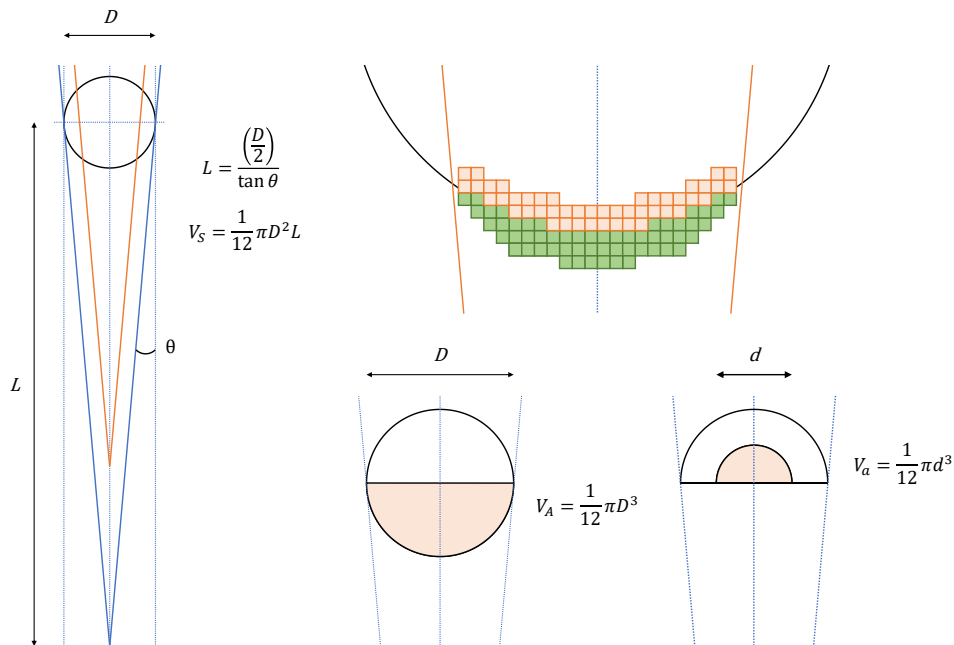 D
L = (D/2)/tan θ
V_S = 1/12 πD²L
θ
L
D
V_A = 1/12 πD³
d
V_a = 1/12 πd³